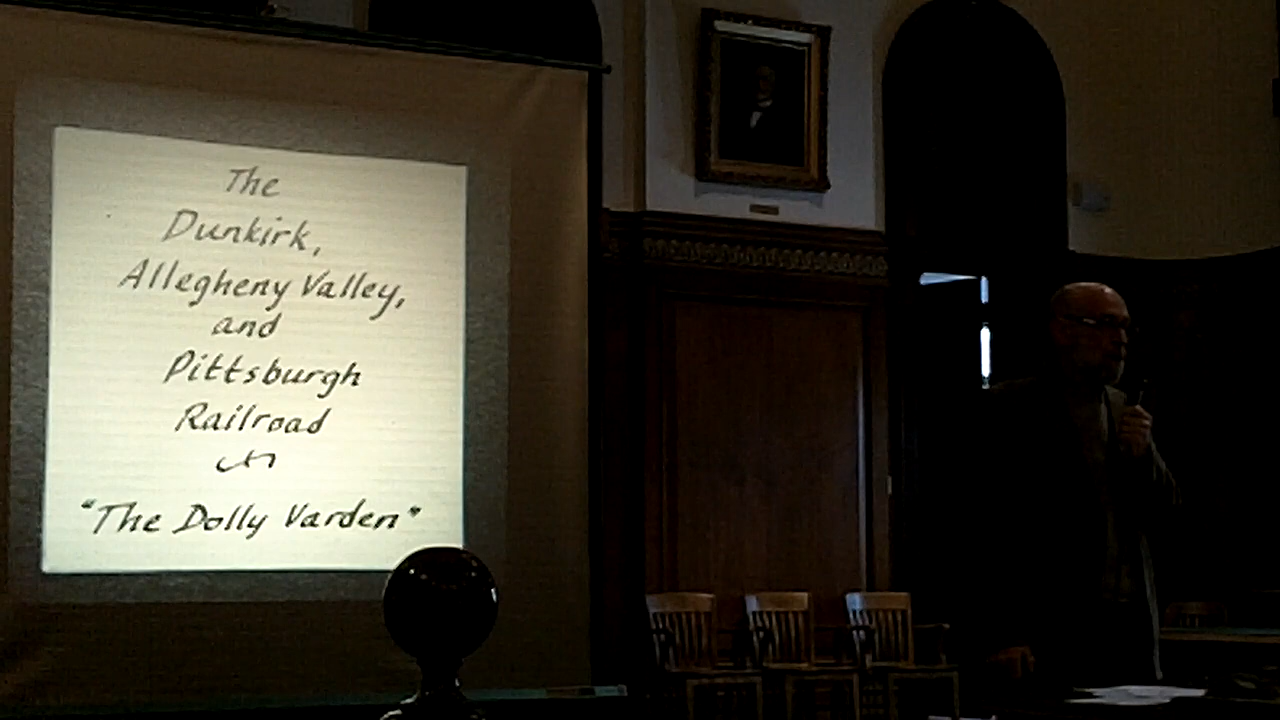 The
Dunkirk,
Allegheny Valley,
and
Pittsburgh
Railroad
"The Dolly Varden"